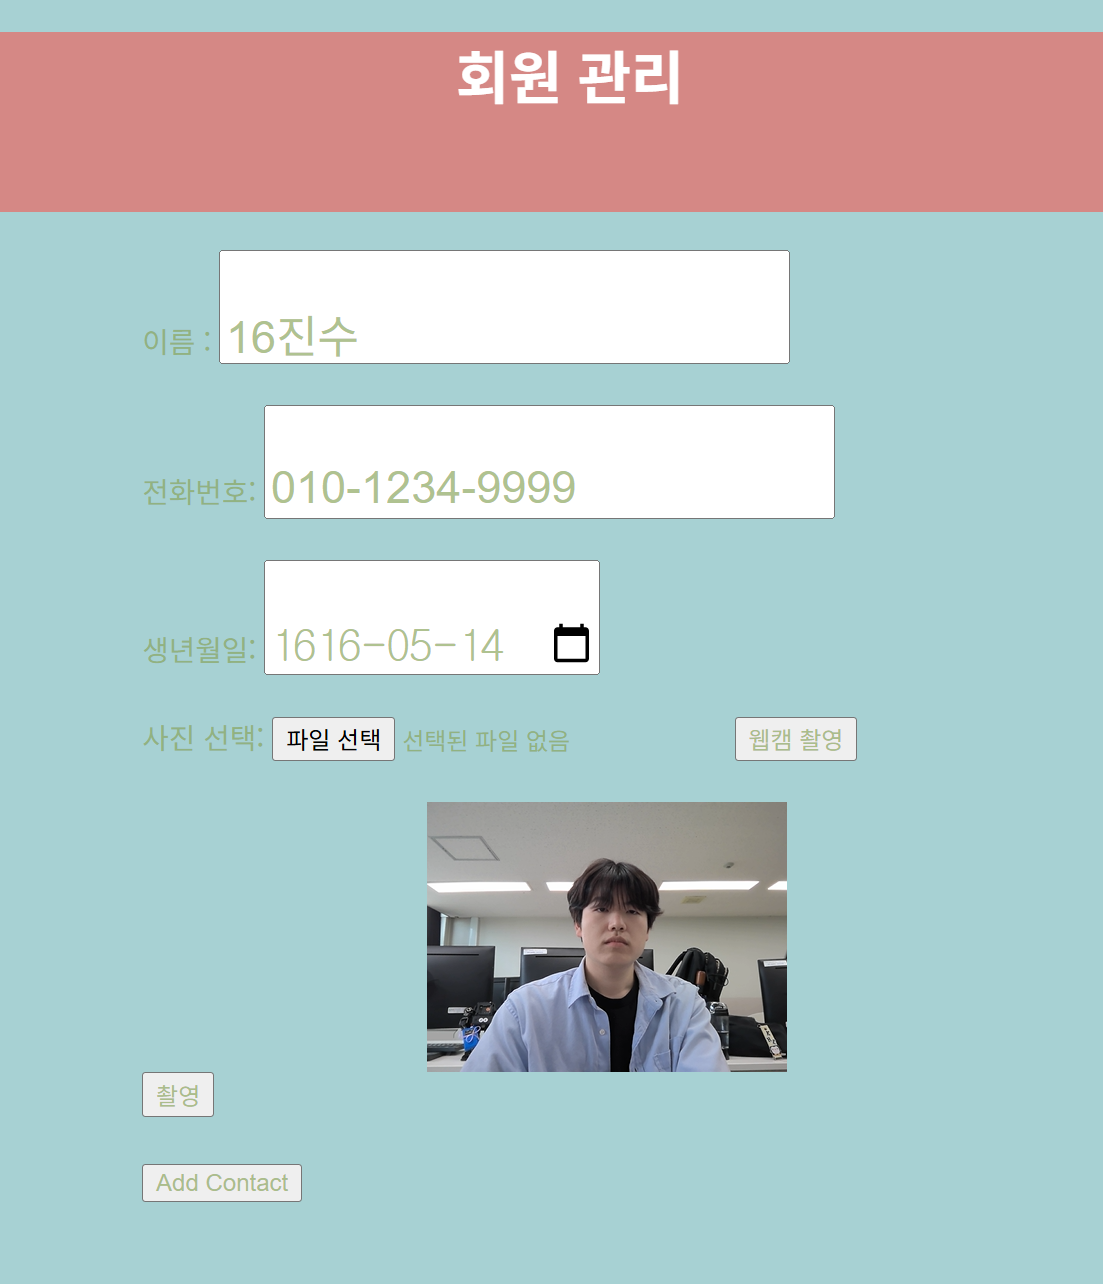 회원 관리
이름 : 16진수
전화번호: 010-1234-9999
생년월일: 1616-05-14
사진 선택: 파일 선택 선택된 파일 없음 웹캠 촬영
촬영
Add Contact